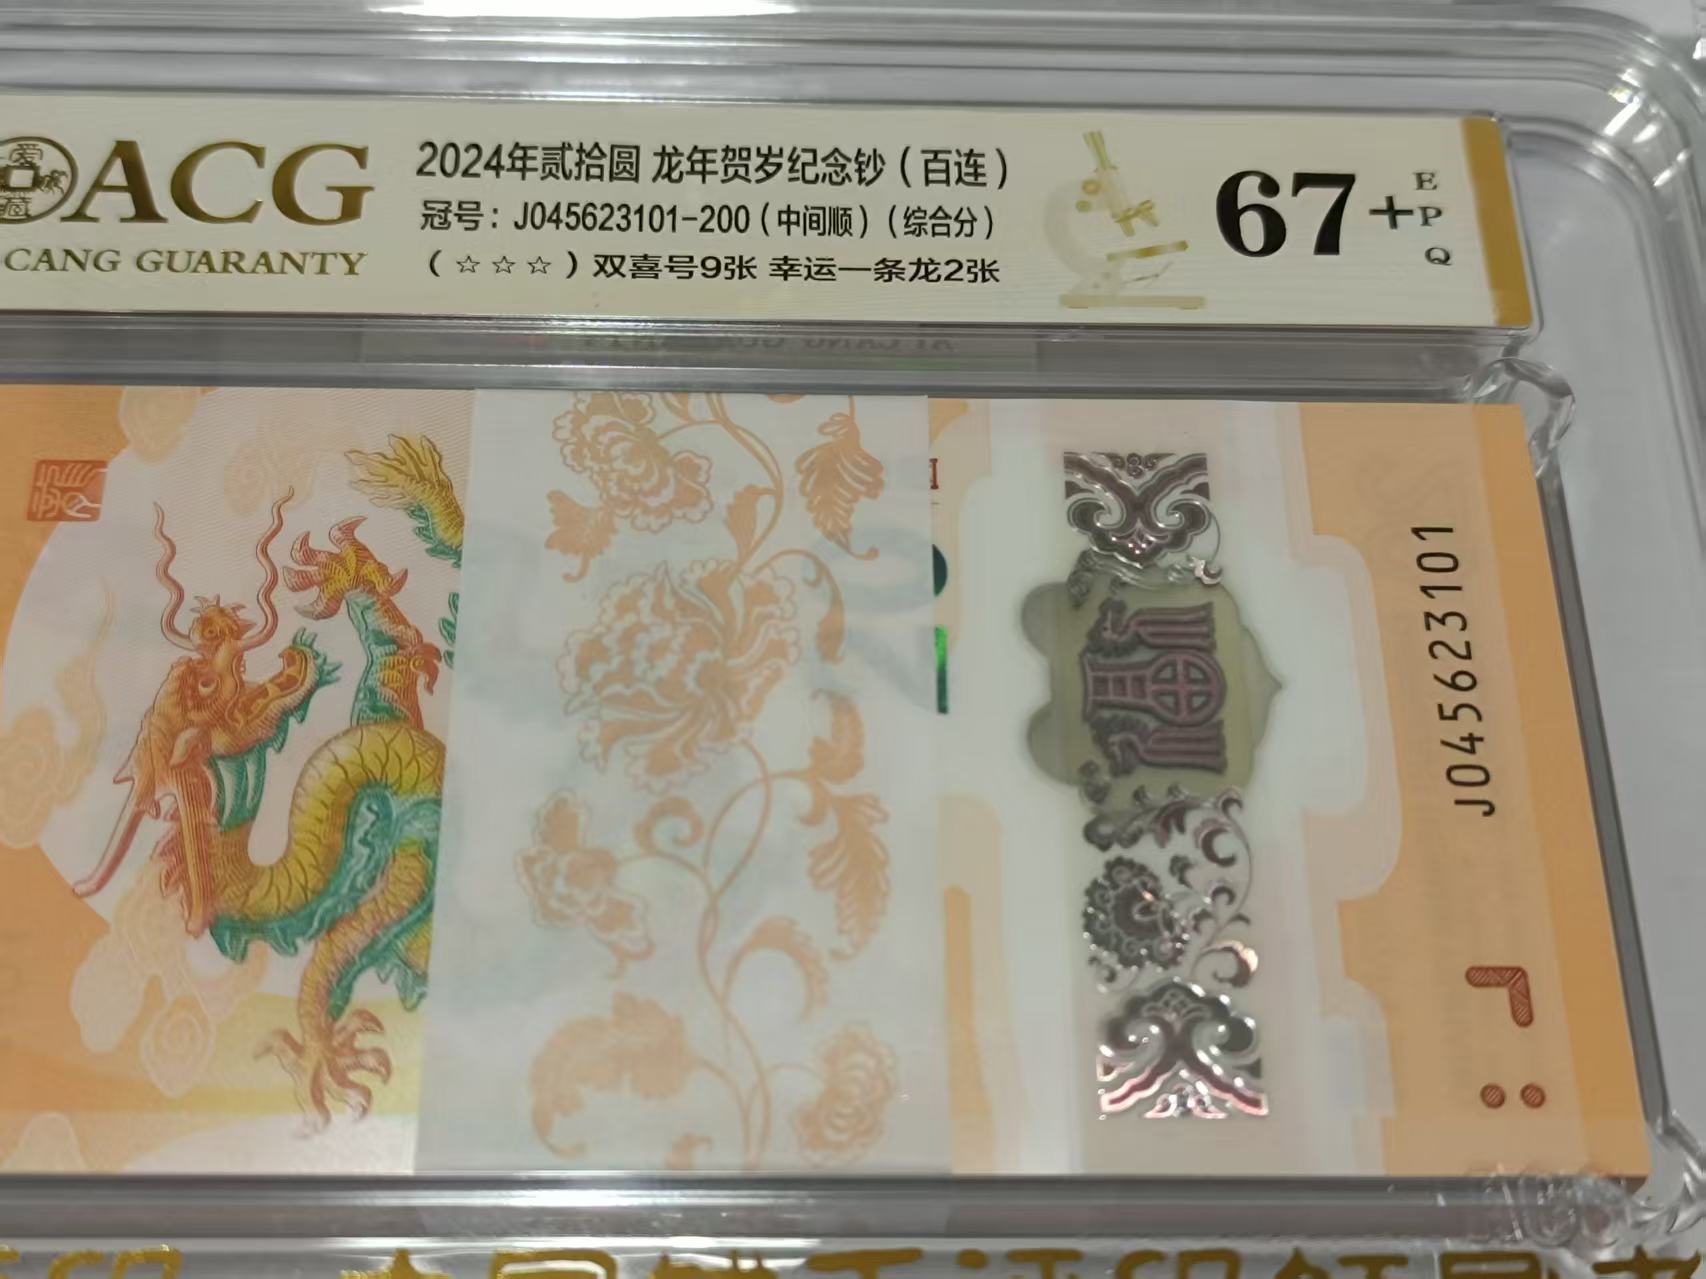 ACG
CANG GUARANTY
2024年贰拾圆 龙年贺岁纪念钞（百连）
冠号：J045623101-200（中间顺）（综合分）
（☆☆☆）双喜号9张 幸运一条龙2张
67+
E
P
Q
J045623101